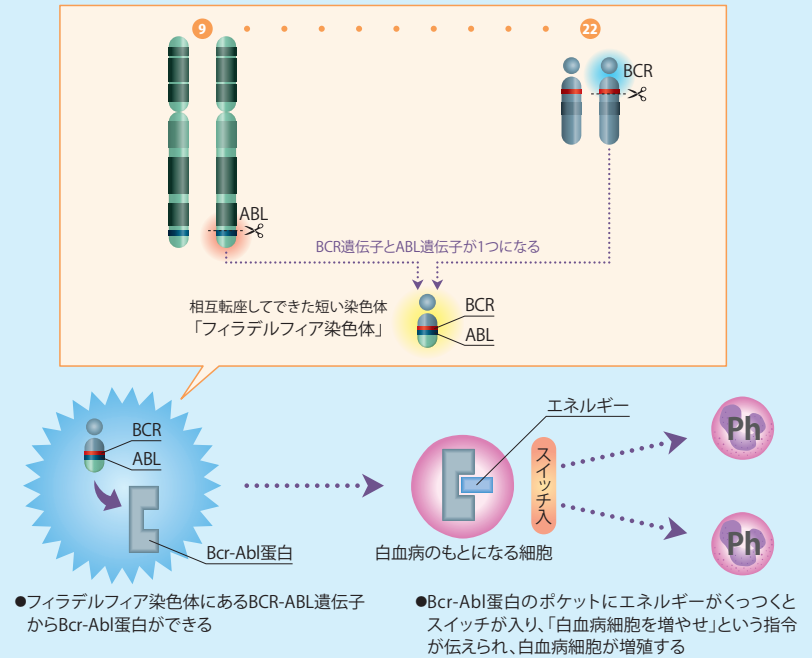 9
22
BCR
ABL
BCR遺伝子とABL遺伝子が1つになる
相互転座してできた短い染色体
「フィラデルフィア染色体」
BCR
ABL
BCR
ABL
Bcr-Abl蛋白
エネルギー
スイッチ入
白血病のもとになる細胞
Ph
Ph
●フィラデルフィア染色体にあるBCR-ABL遺伝子
からBcr-Abl蛋白ができる
●Bcr-Abl蛋白のポケットにエネルギーがくっつくと
スイッチが入り、「白血病細胞を増やせ」という指令
が伝えられ、白血病細胞が増殖する